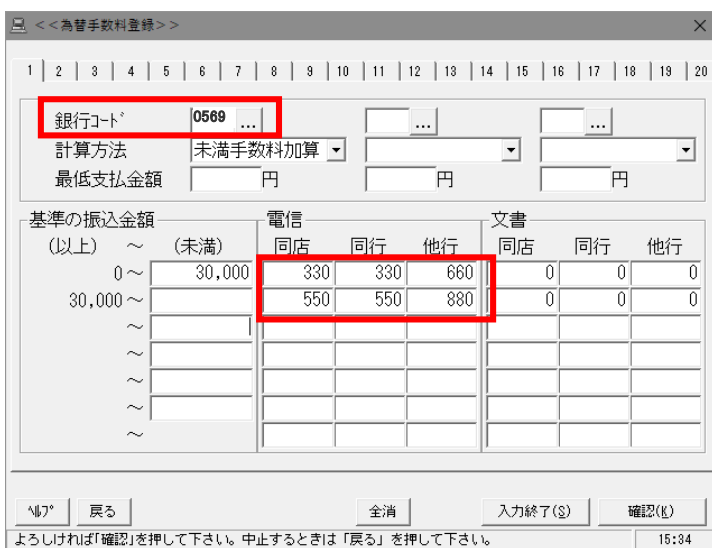 <<為替手数料登録>>
1 2 3 4 5 6 7 8 9 10 11 12 13 14 15 16 17 18 19 20
銀行ｺｰﾄﾞ 0569 ... ... ...
計算方法 未満手数料加算
最低支払金額 円 円 円
基準の振込金額 電信 文書
(以上) ～ (未満) 同店 同行 他行 同店 同行 他行
0～ 30,000 330 330 660 0 0 0
30,000～ 550 550 880 0 0 0
～
～
～
～
～
ﾍﾙﾌﾟ 戻る 全消 入力終了(S) 確認(K)
よろしければ｢確認｣を押して下さい。中止するときは「戻る」を押して下さい。 15:34